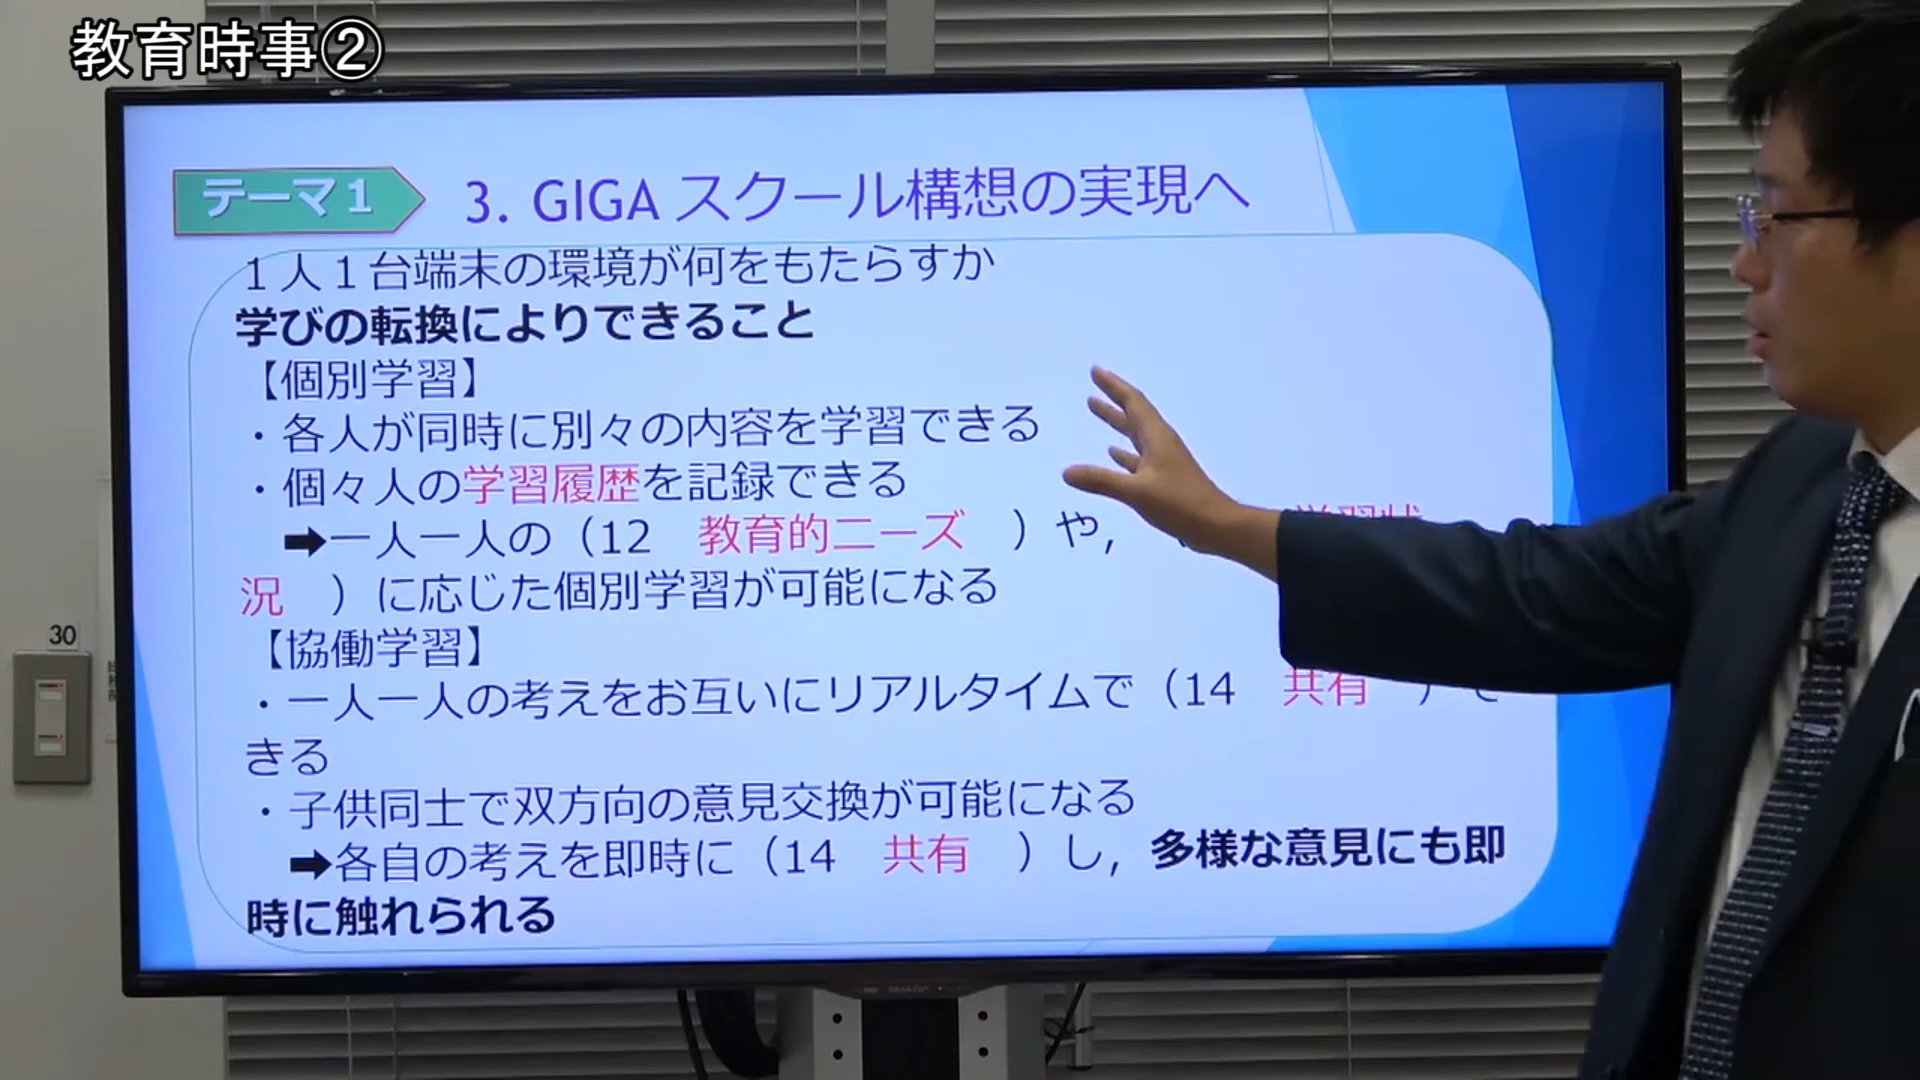 教育時事②
テーマ1
3. GIGAスクール構想の実現へ
1人1台端末の環境が何をもたらすか
学びの転換によりできること
【個別学習】
・各人が同時に別々の内容を学習できる
・個々人の学習履歴を記録できる
➡一人一人の(12 教育的ニーズ )や, 学習状
況 )に応じた個別学習が可能になる
【協働学習】
・一人一人の考えをお互いにリアルタイムで(14 共有 )で
きる
・子供同士で双方向の意見交換が可能になる
➡各自の考えを即時に(14 共有 )し, 多様な意見にも即
時に触れられる
30